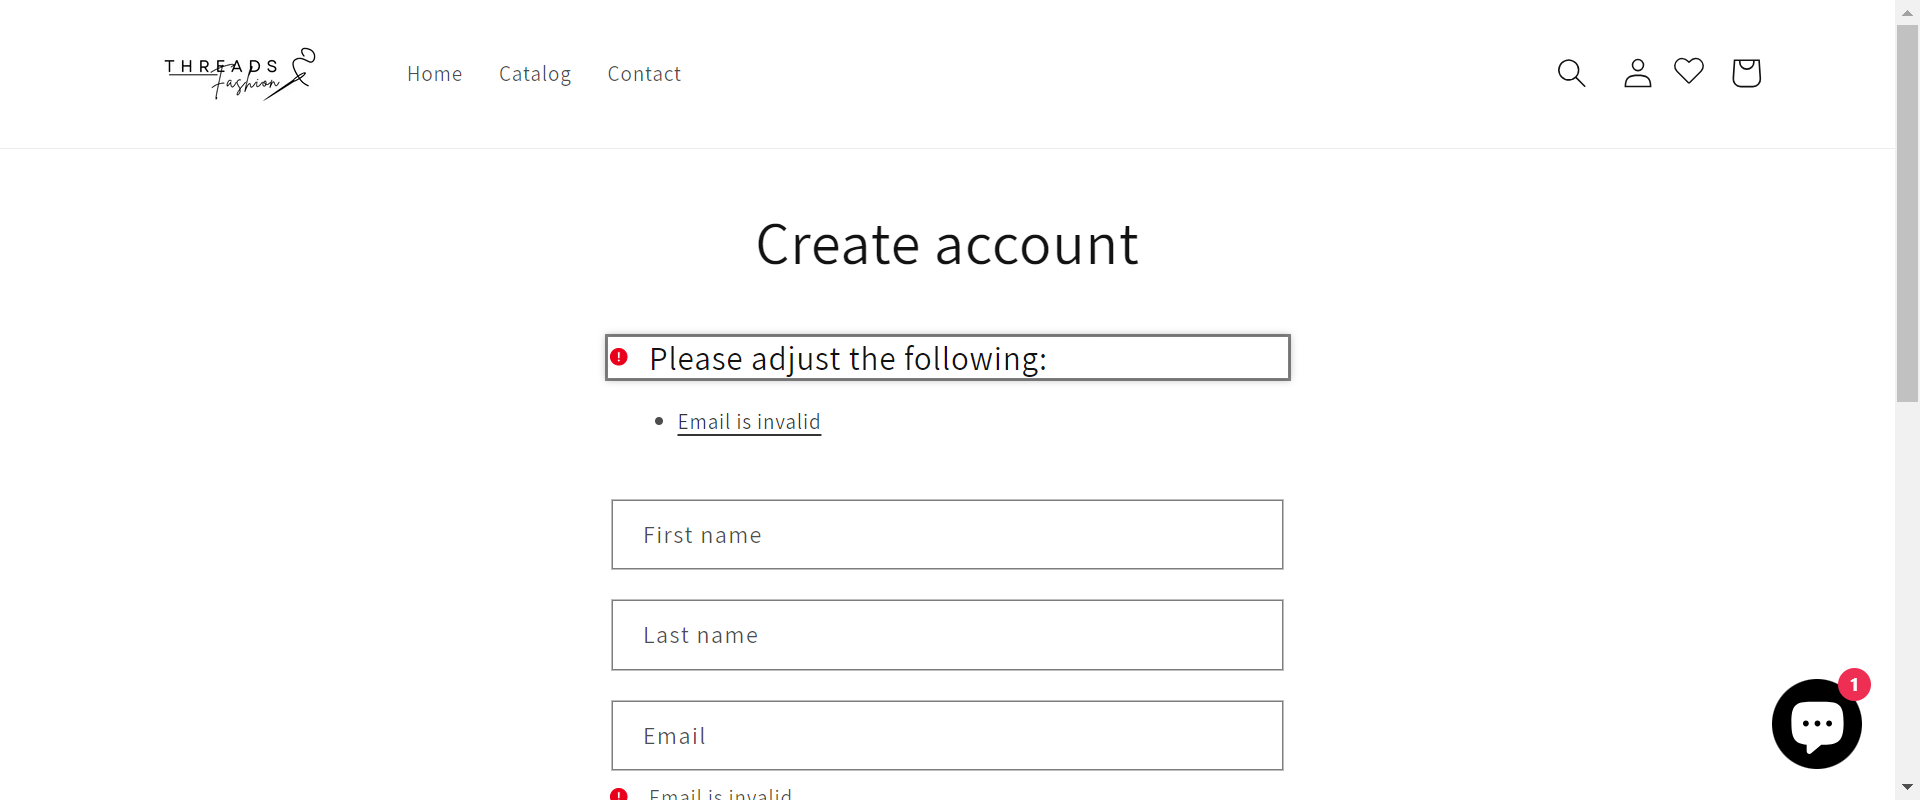 THREADS
Fashion
Home Catalog Contact
Create account
Please adjust the following:
Email is invalid
First name
Last name
Email
Email is invalid
1